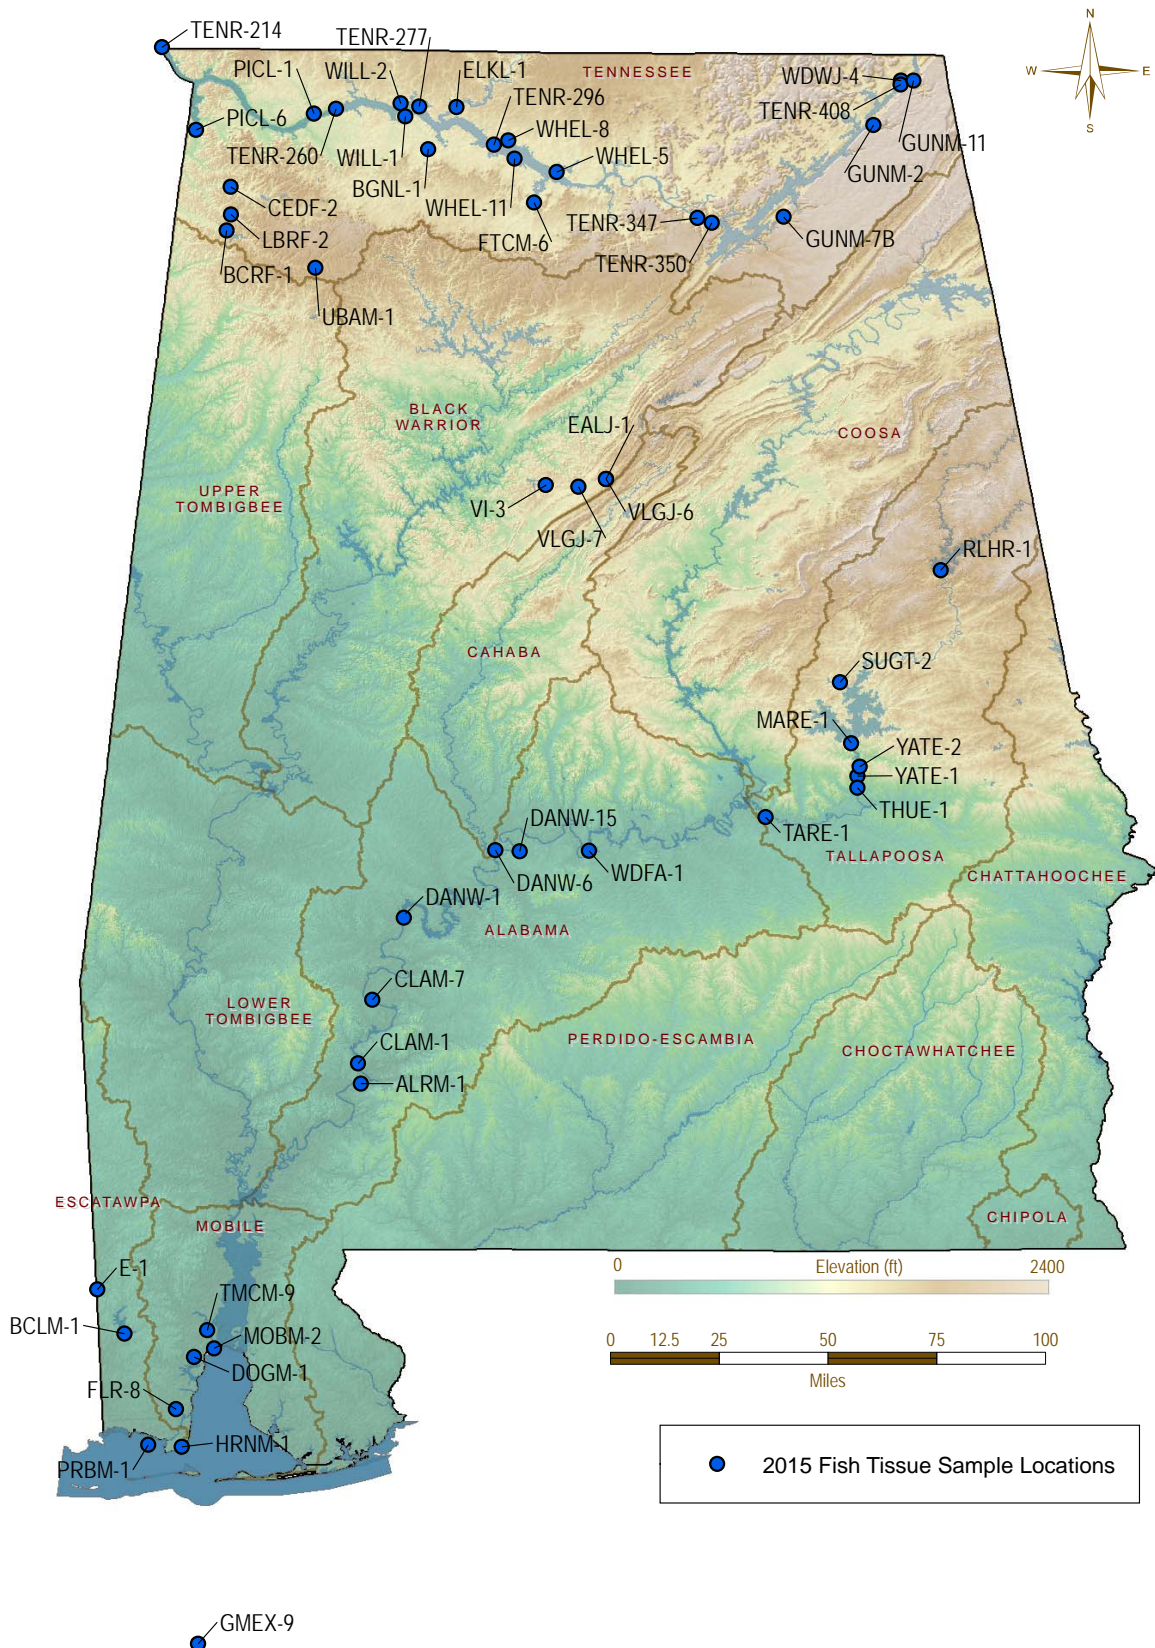 TENR-214
N
TENR-277
PICL-1
WILL-2
ELKL-1
TENNESSEE
W
E
WDWJ-4
TENR-296
TENR-408
PICL-6
WHEL-8
S
GUNM-11
TENR-260
WILL-1
WHEL-5
GUNM-2
BGNL-1
WHEL-11
CEDF-2
LBRF-2
TENR-347
GUNM-7B
FTCM-6
TENR-350
BCRF-1
UBAM-1
BLACK
WARRIOR
EALJ-1
COOSA
UPPER
TOMBIGBEE
VI-3
VLGJ-6
VLGJ-7
RLHR-1
CAHABA
SUGT-2
MARE-1
YATE-2
YATE-1
THUE-1
DANW-15
TARE-1
TALLAPOOSA
WDFA-1
DANW-6
CHATTAHOOCHEE
DANW-1
ALABAMA
CLAM-7
LOWER
TOMBIGBEE
PERDIDO-ESCAMBIA
CLAM-1
CHOCTAWHATCHEE
ALRM-1
ESCATAWPA
CHIPOLA
MOBILE
E-1
0 Elevation (ft) 2400
TMCM-9
BCLM-1
MOBM-2
0 12.5 25 50 75 100
DOGM-1
Miles
FLR-8
HRNM-1
PRBM-1
2015 Fish Tissue Sample Locations
GMEX-9